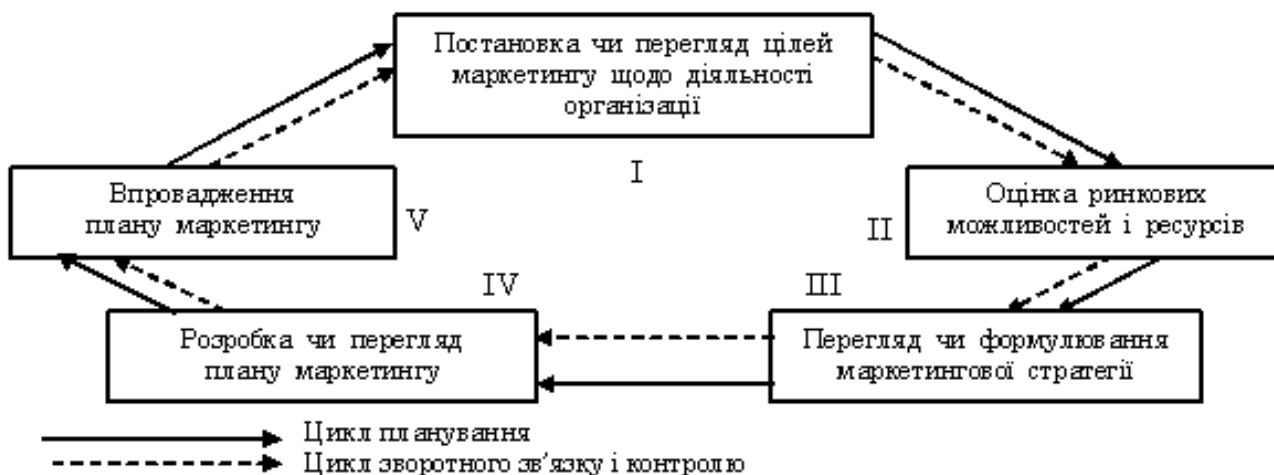 Постановка чи перегляд цілей
маркетингу щодо діяльності
організації
I
Впровадження
плану маркетингу
V
Оцінка ринкових
можливостей і ресурсів
II
IV
III
Розробка чи перегляд
плану маркетингу
Перегляд чи формулювання
маркетингової стратегії
Цикл планування
Цикл зворотного зв'язку і контролю